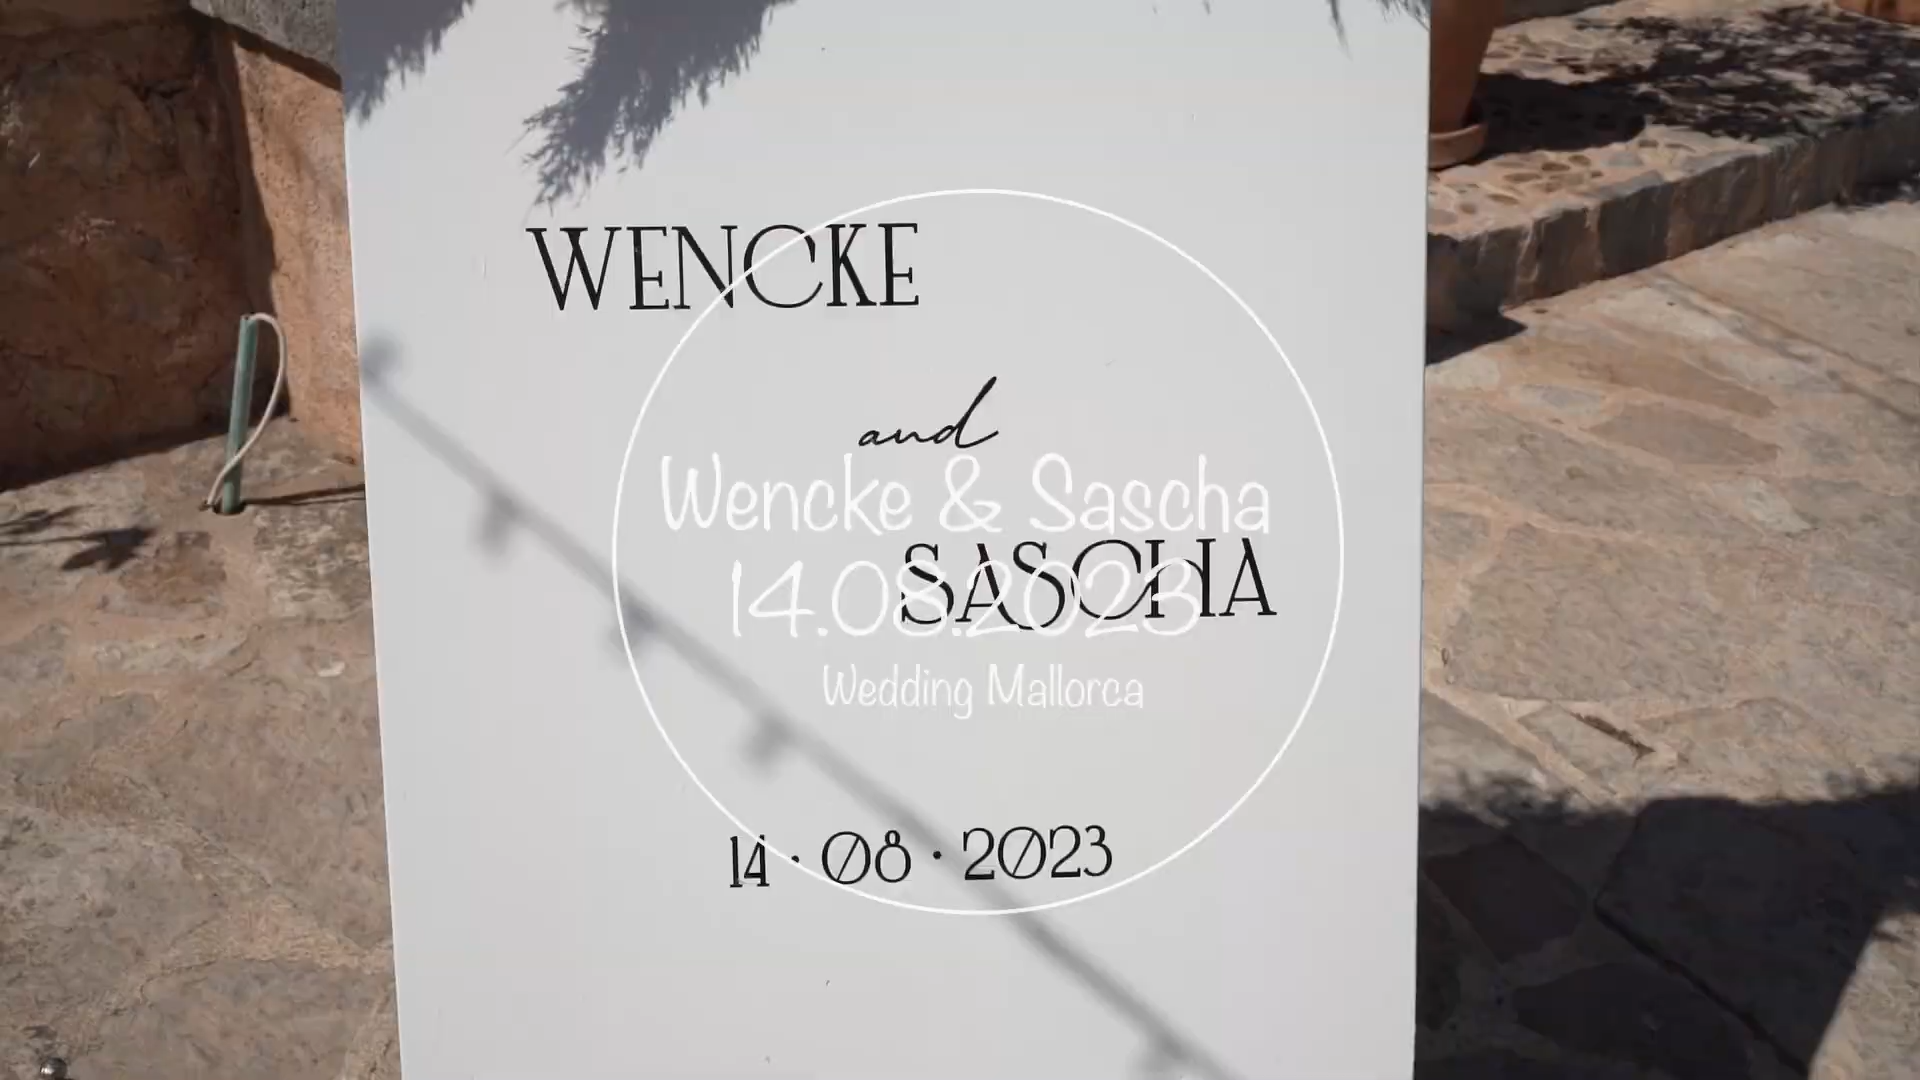 WENCKE
and
Wencke & Sascha
SASCHA
14.08.2023
Wedding Mallorca
14 · 08 · 2023